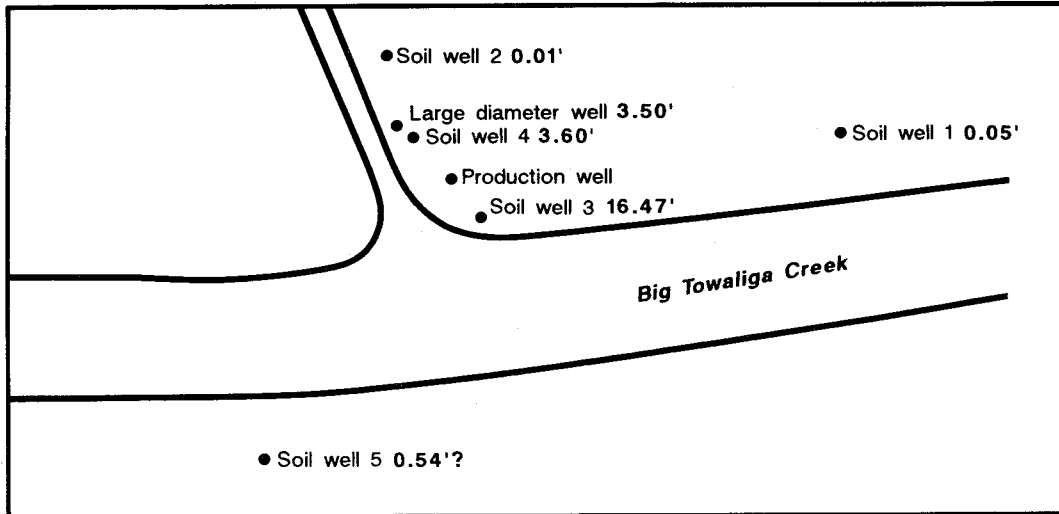 Soil well 2 0.01'
Large diameter well 3.50'
Soil well 4 3.60'
Soil well 1 0.05'
Production well
Soil well 3 16.47'
Big Towaliga Creek
Soil well 5 0.54'?